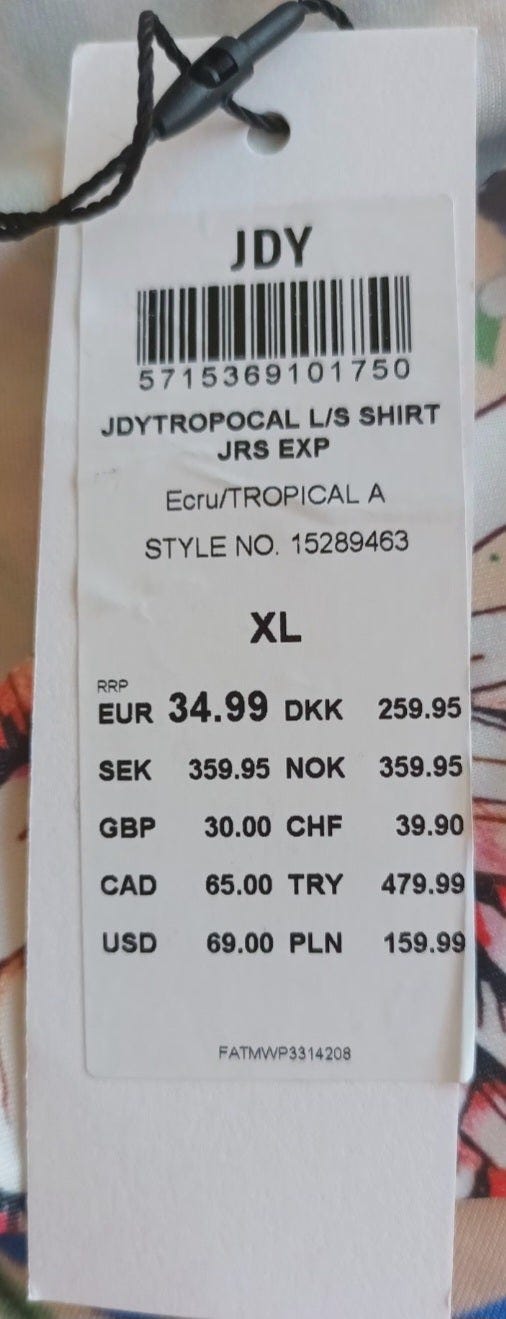 JDY
5715369101750
JDYTROPOCAL L/S SHIRT
JRS EXP
Ecru/TROPICAL A
STYLE NO. 15289463
XL
RRP
EUR 34.99 DKK 259.95
SEK 359.95 NOK 359.95
GBP 30.00 CHF 39.90
CAD 65.00 TRY 479.99
USD 69.00 PLN 159.99
FATMWP3314208